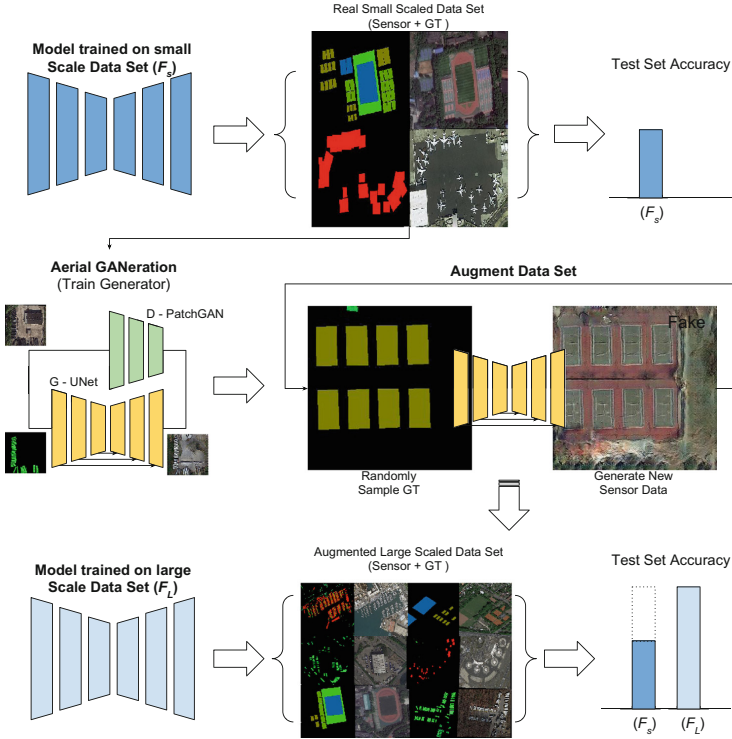 Real Small Scaled Data Set
(Sensor + GT )
Model trained on small
Scale Data Set (Fs)
Test Set Accuracy
(Fs)
Aerial GANeration
(Train Generator)
Augment Data Set
D - PatchGAN
G - UNet
Fake
Randomly
Sample GT
Generate New
Sensor Data
Augmented Large Scaled Data Set
(Sensor + GT )
Model trained on large
Scale Data Set (FL)
Test Set Accuracy
(Fs) (FL)